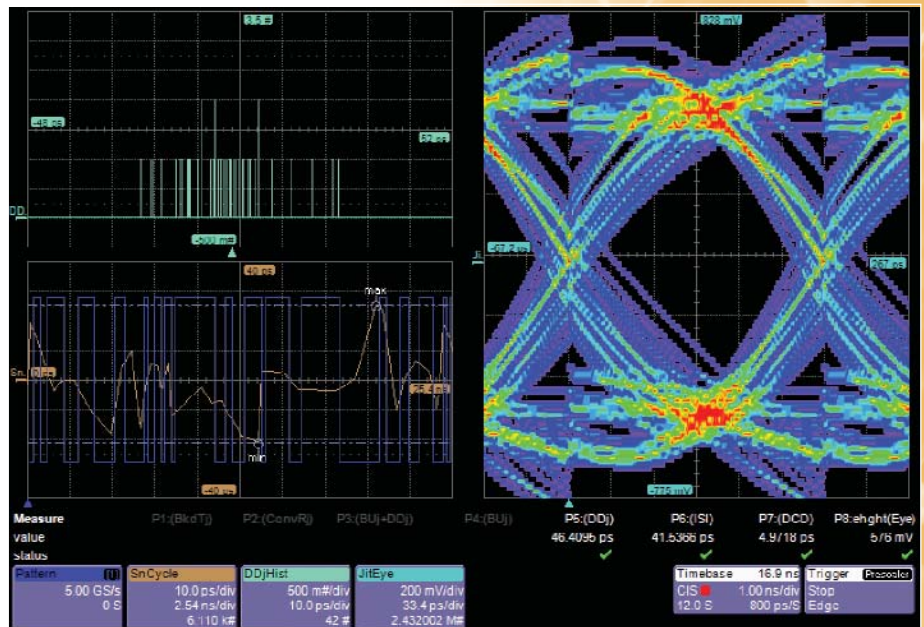 3.5 #
828 mV
-48 ps
52 ps
-67.2 ps
267 ps
-500 m#
40 ps
max
0 ps
25.4 ns
min
-40 ps
-775 mV
Measure P1:(BkdTj) P2:(ConvRj) P3:(BUj+DDj) P4:(BUj) P5:(DDj) P6:(ISI) P7:(DCD) P8:ehght(Eye)
value 46.4095 ps 41.5366 ps 4.9718 ps 576 mV
status
Pattern SnCycle DDjHist JitEye Timebase 16.9 ns Trigger Prescaler
5.00 GS/s 10.0 ps/div 500 m#/div 200 mV/div CIS 1.00 ns/div Stop
0 S 2.54 ns/div 10.0 ps/div 33.4 ps/div 12.0 S 800 ps/S Edge
6.110 k# 42 # 2.432002 M#